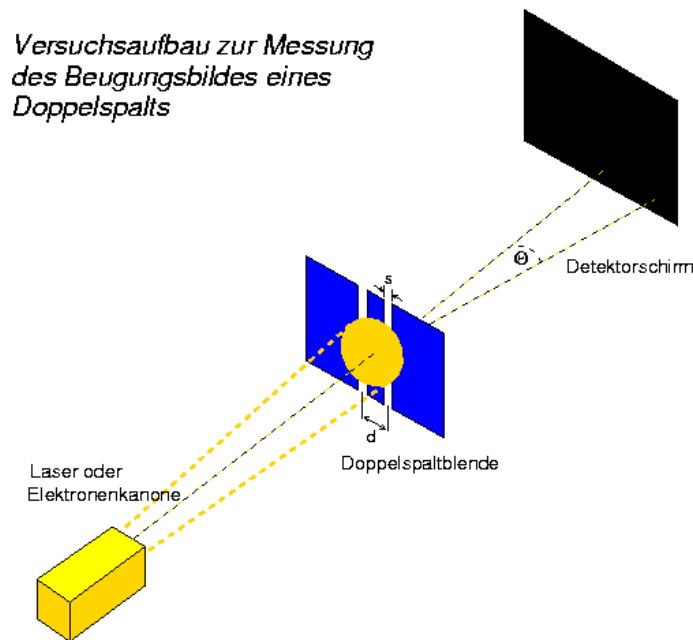 Versuchsaufbau zur Messung
des Beugungsbildes eines
Doppelspalts
Θ
Detektorschirm
s
d
Doppelspaltblende
Laser oder
Elektronenkanone